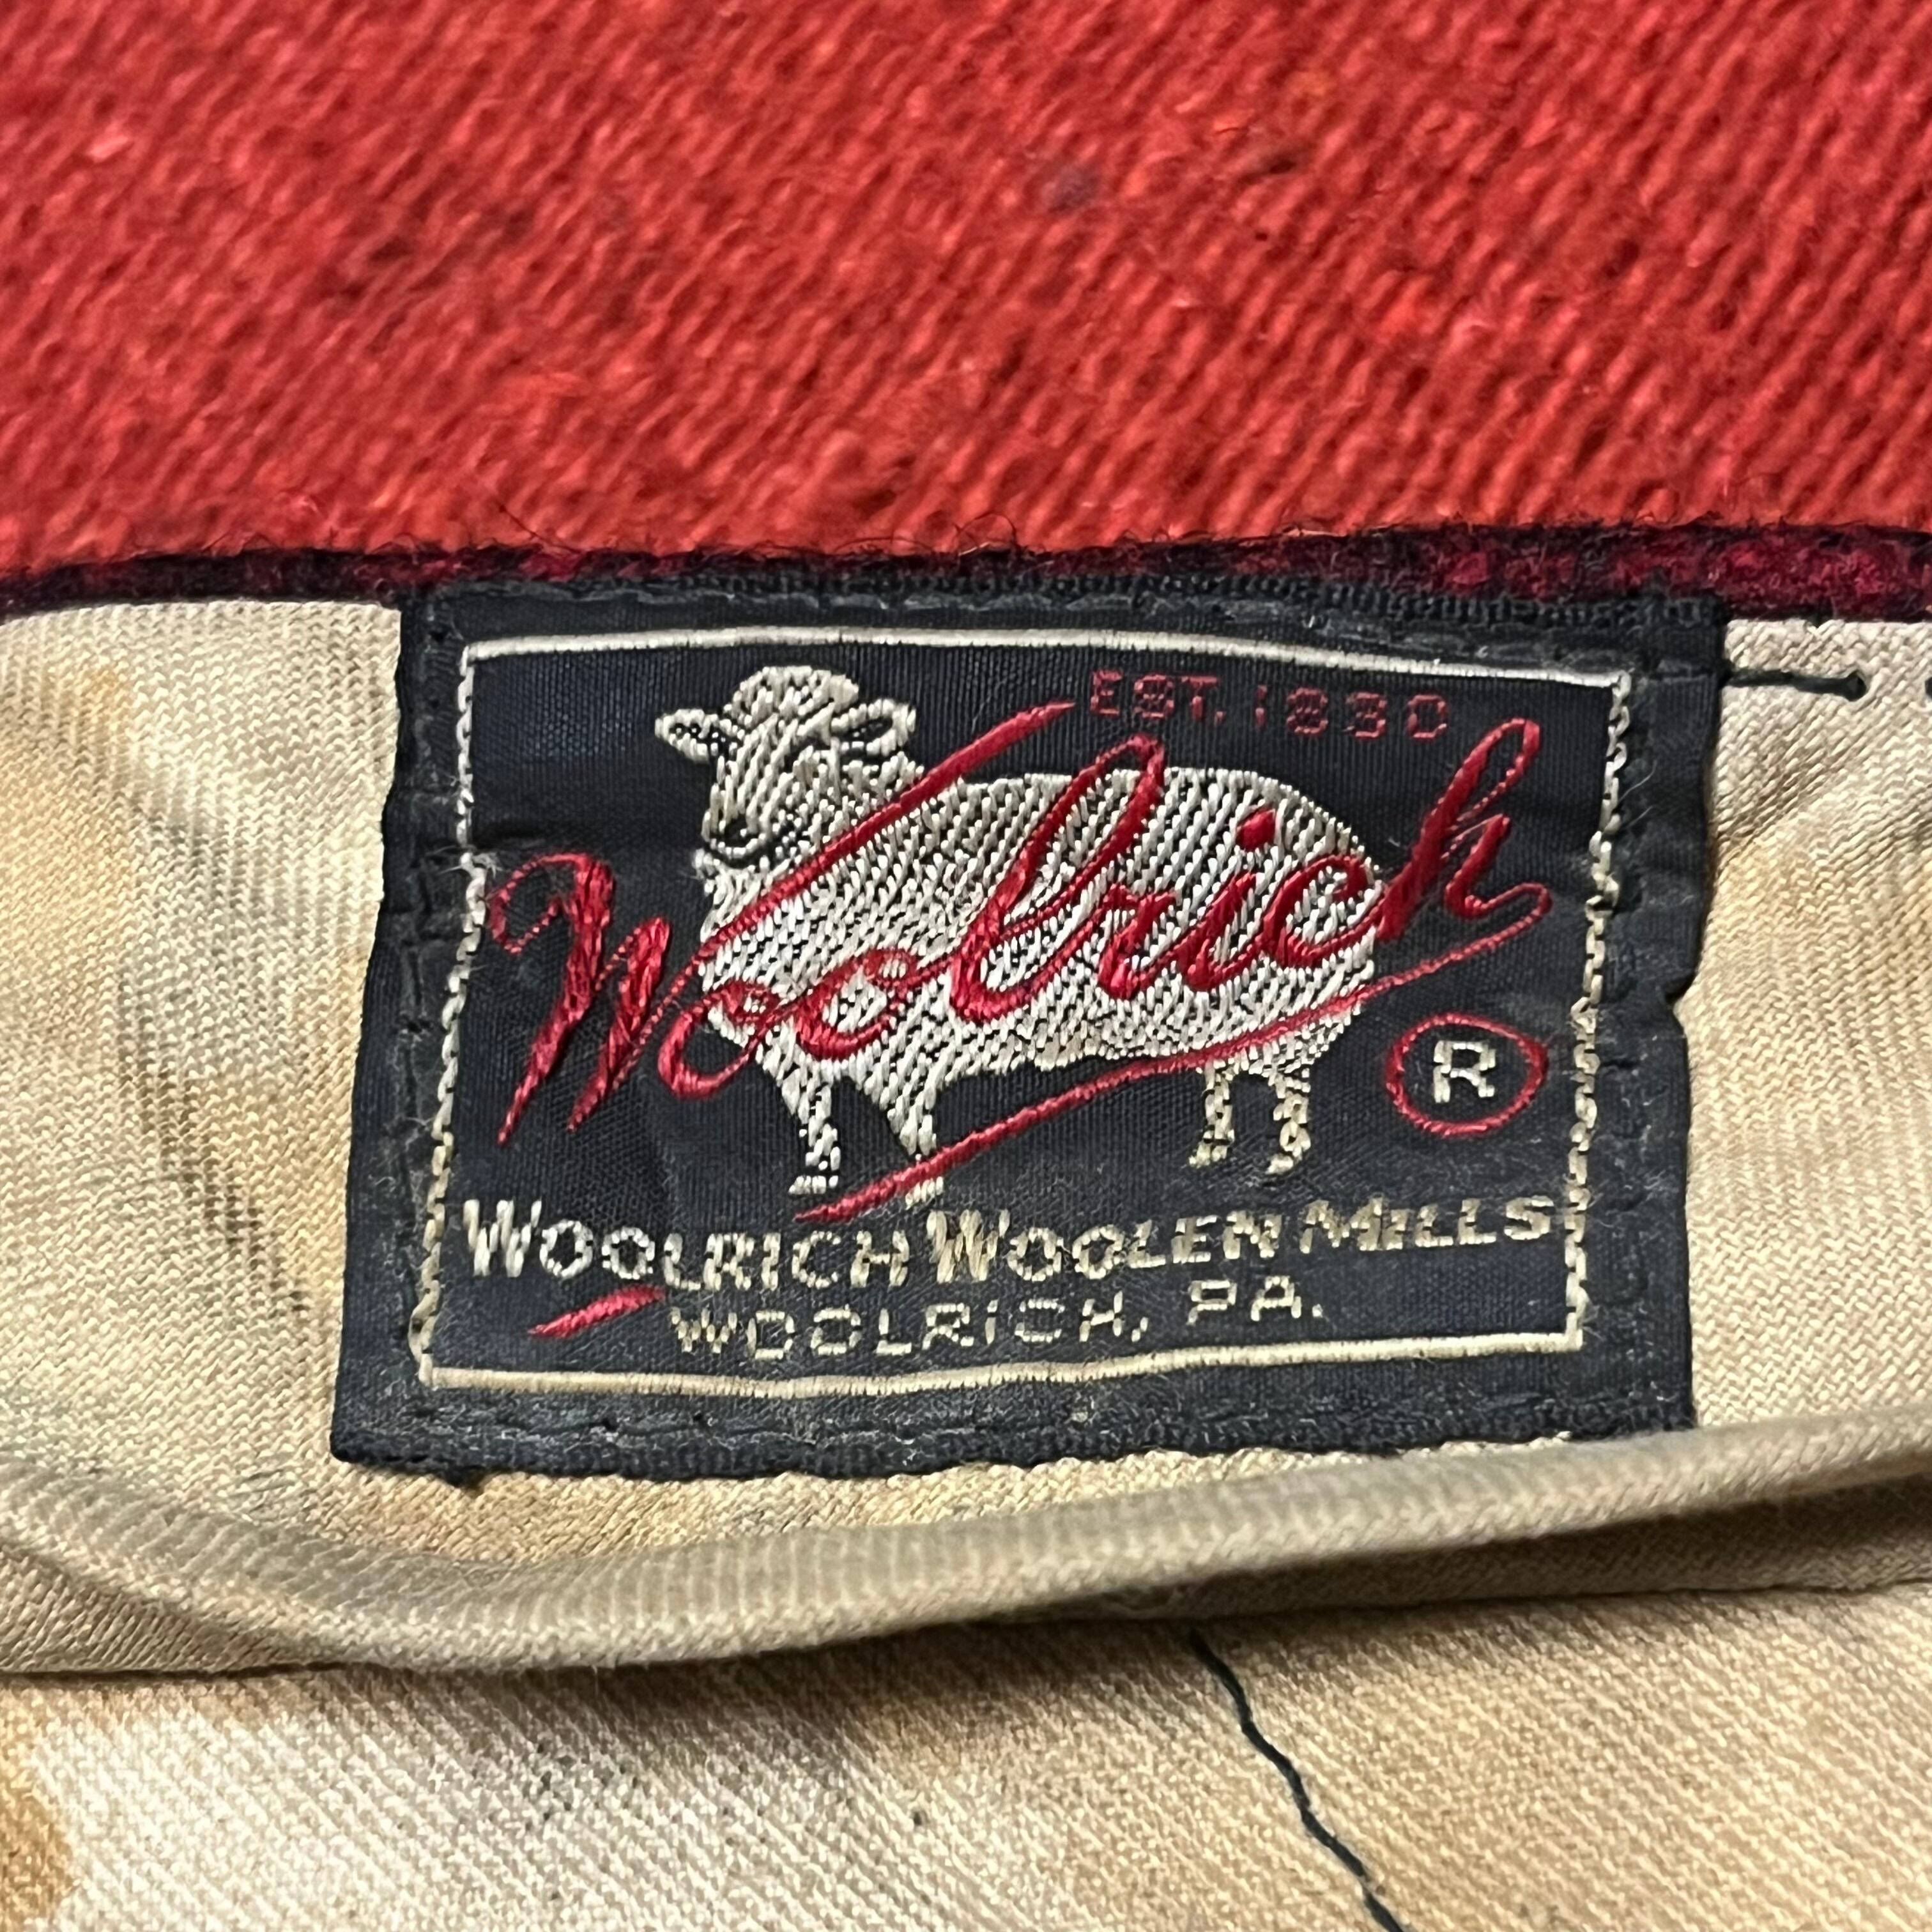 EST. 1830
Woolrich
®
WOOLRICH WOOLEN MILLS
WOOLRICH, PA.